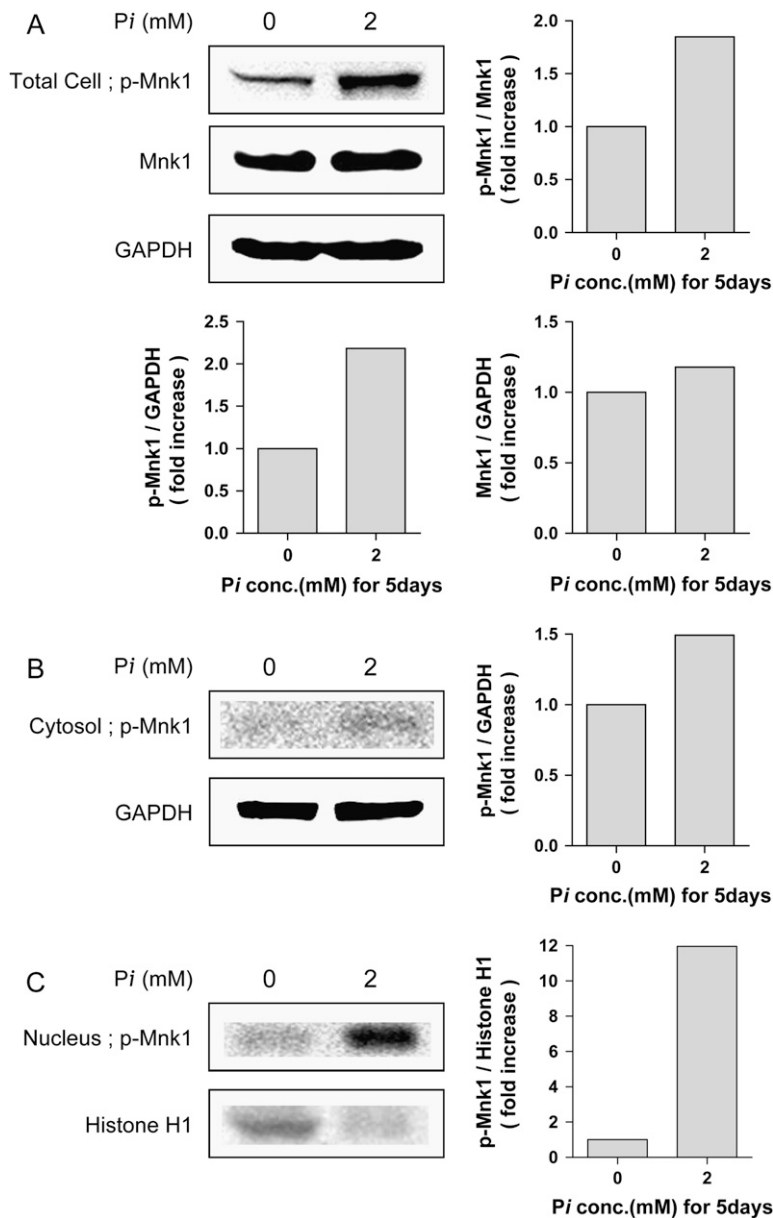 A
Pi (mM) 0 2
Total Cell ; p-Mnk1
Mnk1
GAPDH
p-Mnk1 / Mnk1
( fold increase )
2.0
1.5
1.0
0.5
0.0
0 2
Pi conc.(mM) for 5days
p-Mnk1 / GAPDH
( fold increase )
2.5
2.0
1.5
1.0
0.5
0.0
0 2
Pi conc.(mM) for 5days
Mnk1 / GAPDH
( fold increase )
1.5
1.0
0.5
0.0
0 2
Pi conc.(mM) for 5days
B
Pi (mM) 0 2
Cytosol ; p-Mnk1
GAPDH
p-Mnk1 / GAPDH
( fold increase )
1.5
1.0
0.5
0.0
0 2
Pi conc.(mM) for 5days
C
Pi (mM) 0 2
Nucleus ; p-Mnk1
Histone H1
p-Mnk1 / Histone H1
( fold increase )
12
10
8
6
4
2
0
0 2
Pi conc.(mM) for 5days